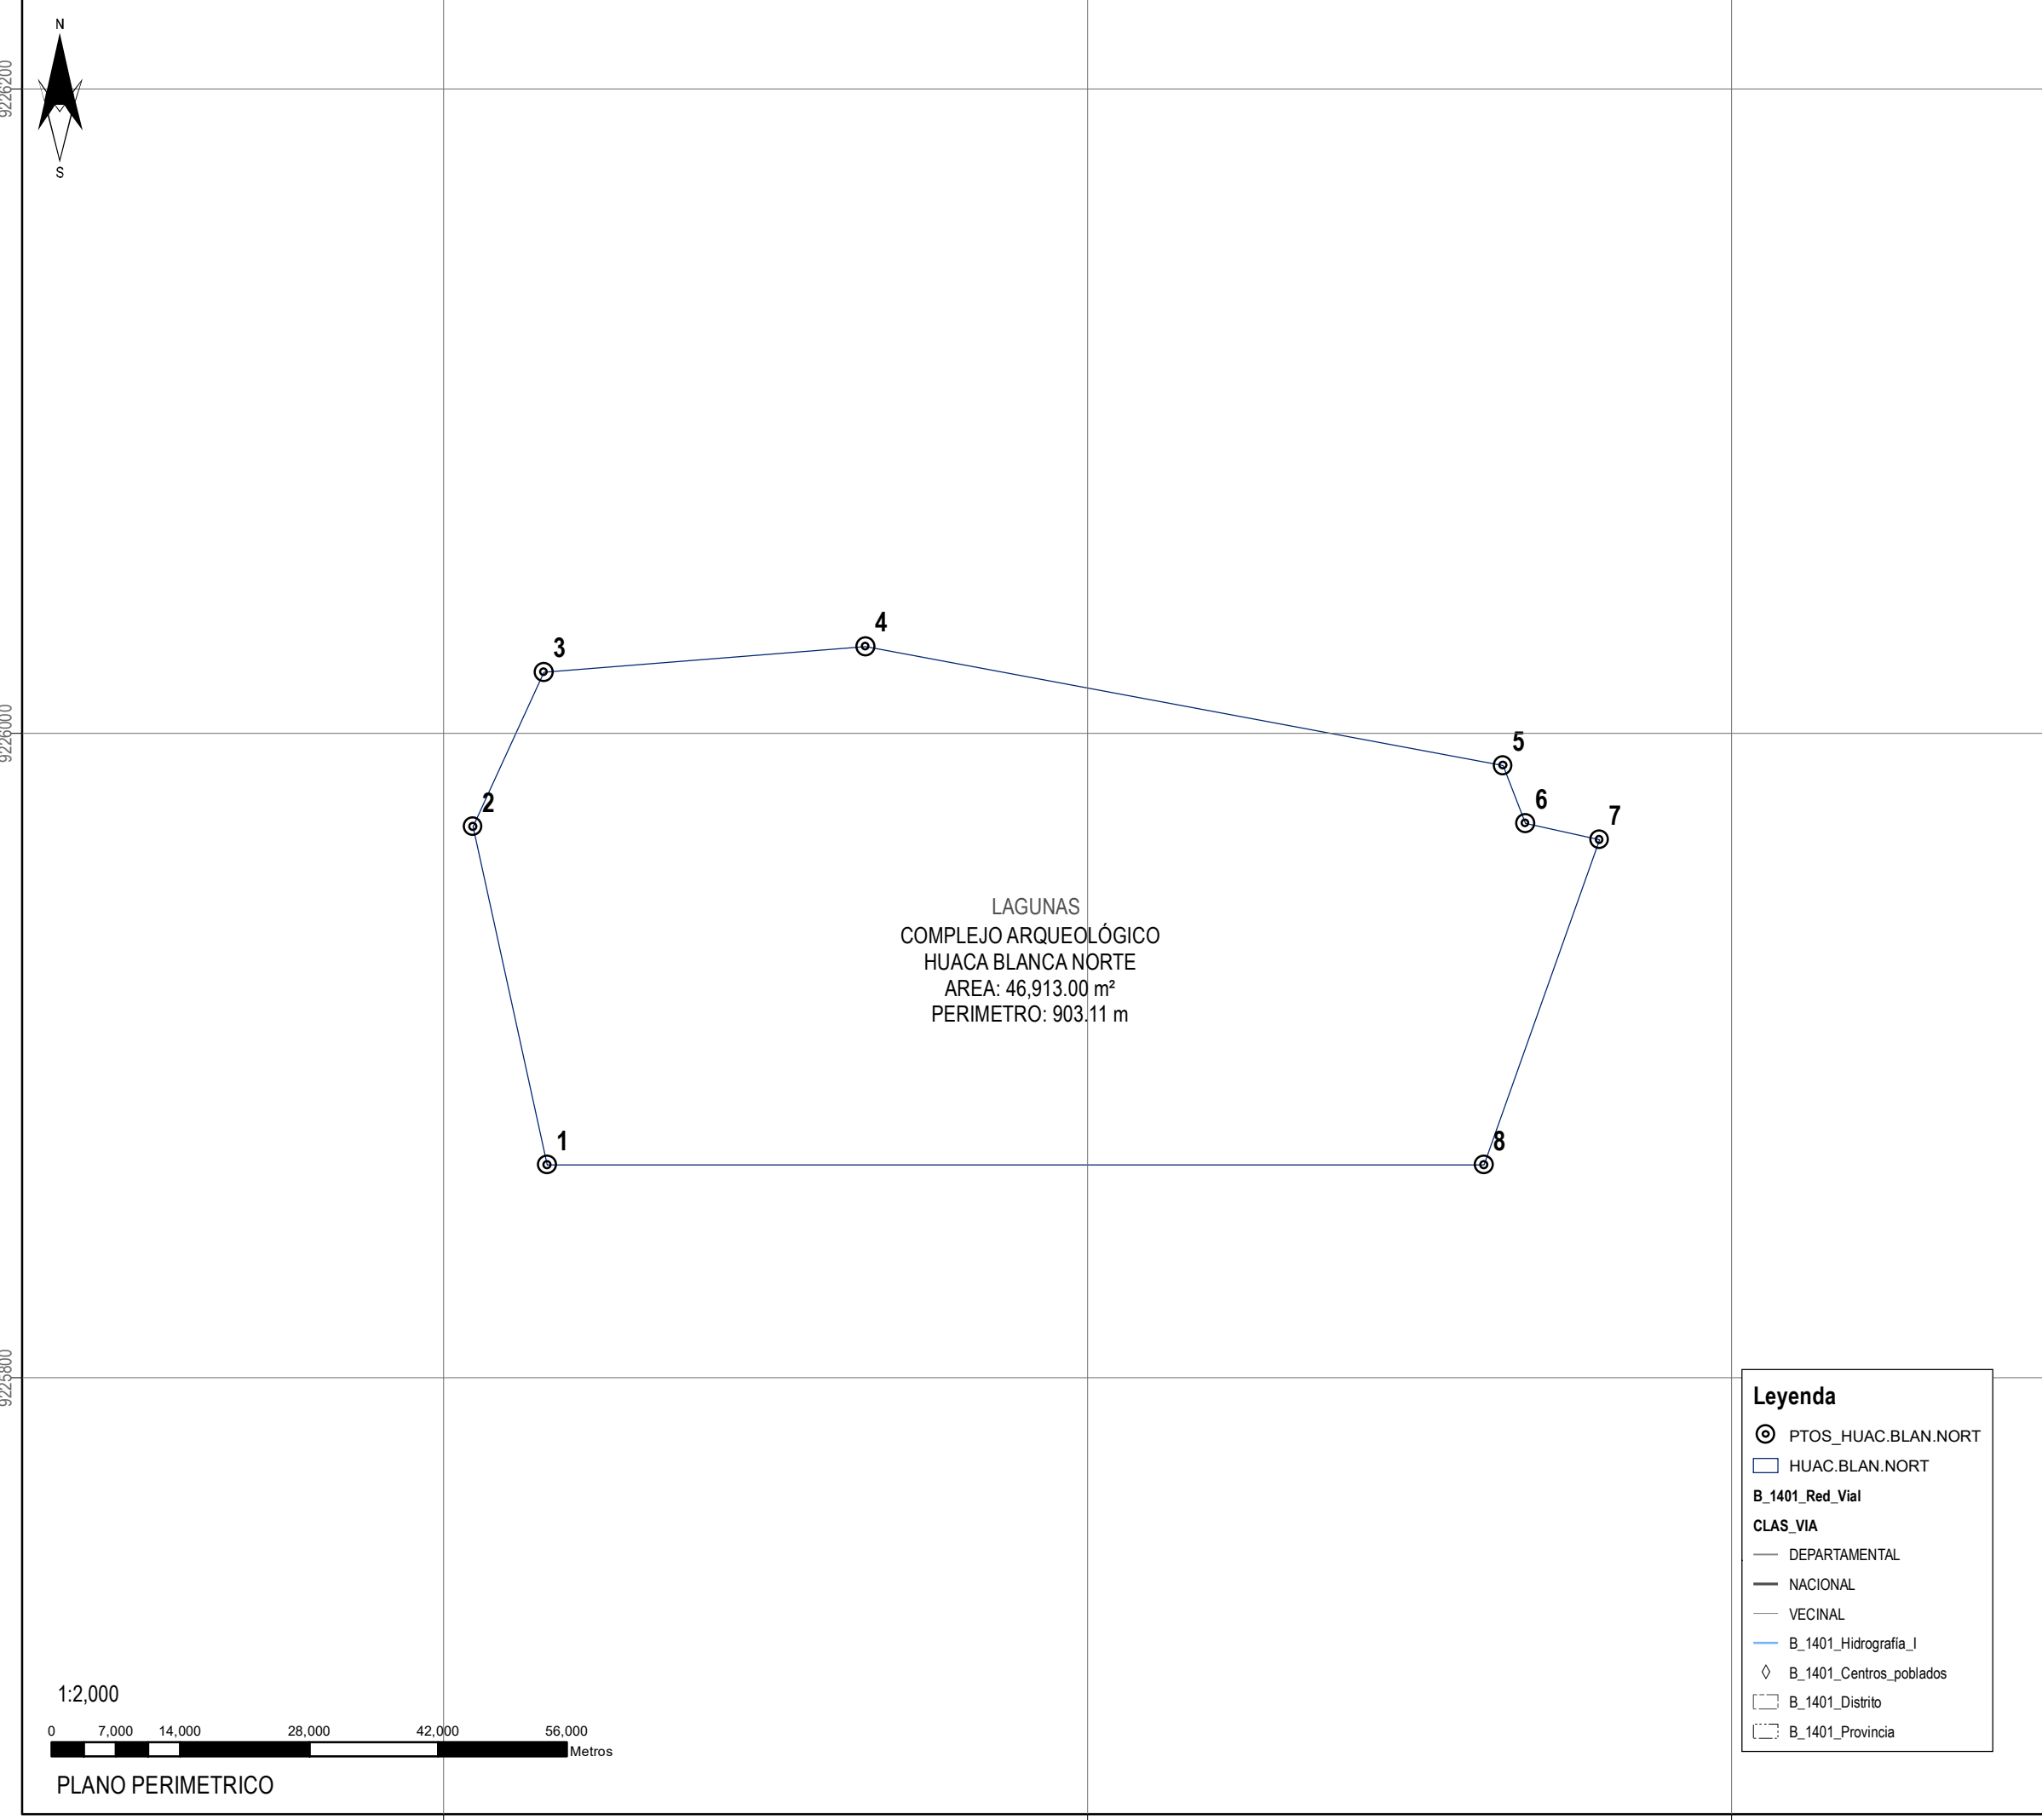 N
S
9226200
9226000
9225800
3
4
2
5
6
7
1
8
LAGUNAS
COMPLEJO ARQUEOLÓGICO
HUACA BLANCA NORTE
AREA: 46,913.00 m²
PERIMETRO: 903.11 m
Leyenda
PTOS_HUAC.BLAN.NORT
HUAC.BLAN.NORT
B_1401_Red_Vial
CLAS_VIA
DEPARTAMENTAL
NACIONAL
VECINAL
B_1401_Hidrografía_l
B_1401_Centros_poblados
B_1401_Distrito
B_1401_Provincia
1:2,000
0 7,000 14,000 28,000 42,000 56,000
Metros
PLANO PERIMETRICO